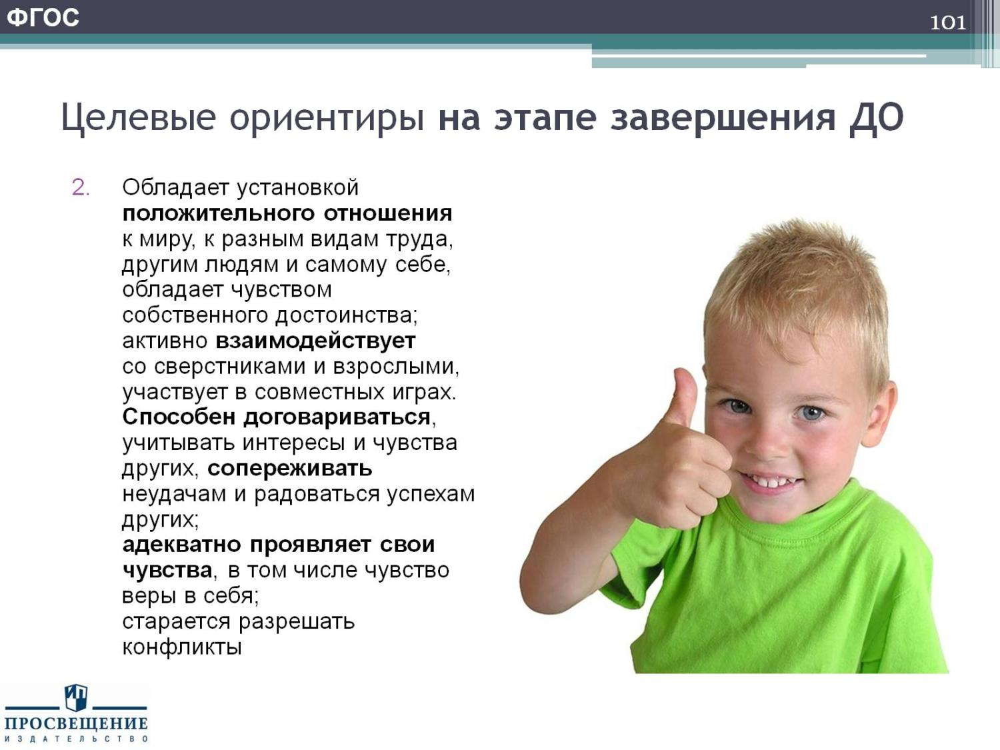 ФГОС
101
Целевые ориентиры на этапе завершения ДО
2. Обладает установкой
положительного отношения
к миру, к разным видам труда,
другим людям и самому себе,
обладает чувством
собственного достоинства;
активно взаимодействует
со сверстниками и взрослыми,
участвует в совместных играх.
Способен договариваться,
учитывать интересы и чувства
других, сопереживать
неудачам и радоваться успехам
других;
адекватно проявляет свои
чувства, в том числе чувство
веры в себя;
старается разрешать
конфликты
ИП
ПРОСВЕЩЕНИЕ
ИЗДАТЕЛЬСТВО